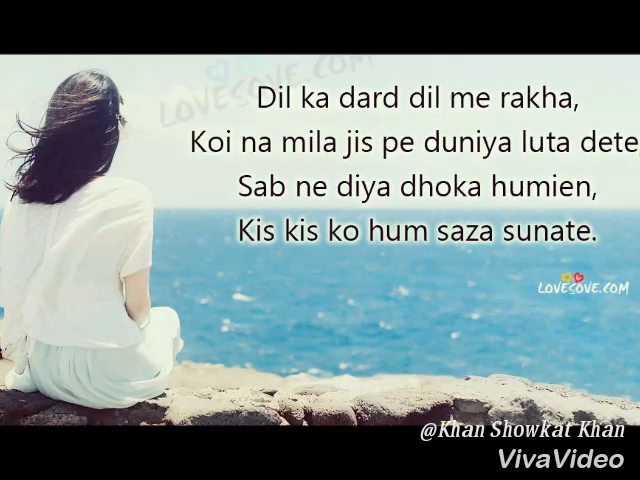 LOVESOVE.COM
Dil ka dard dil me rakha,
Koi na mila jis pe duniya luta dete,
Sab ne diya dhoka humien,
Kis kis ko hum saza sunate.
LOVESOVE.COM
@Khan Showkat Khan
VivaVideo